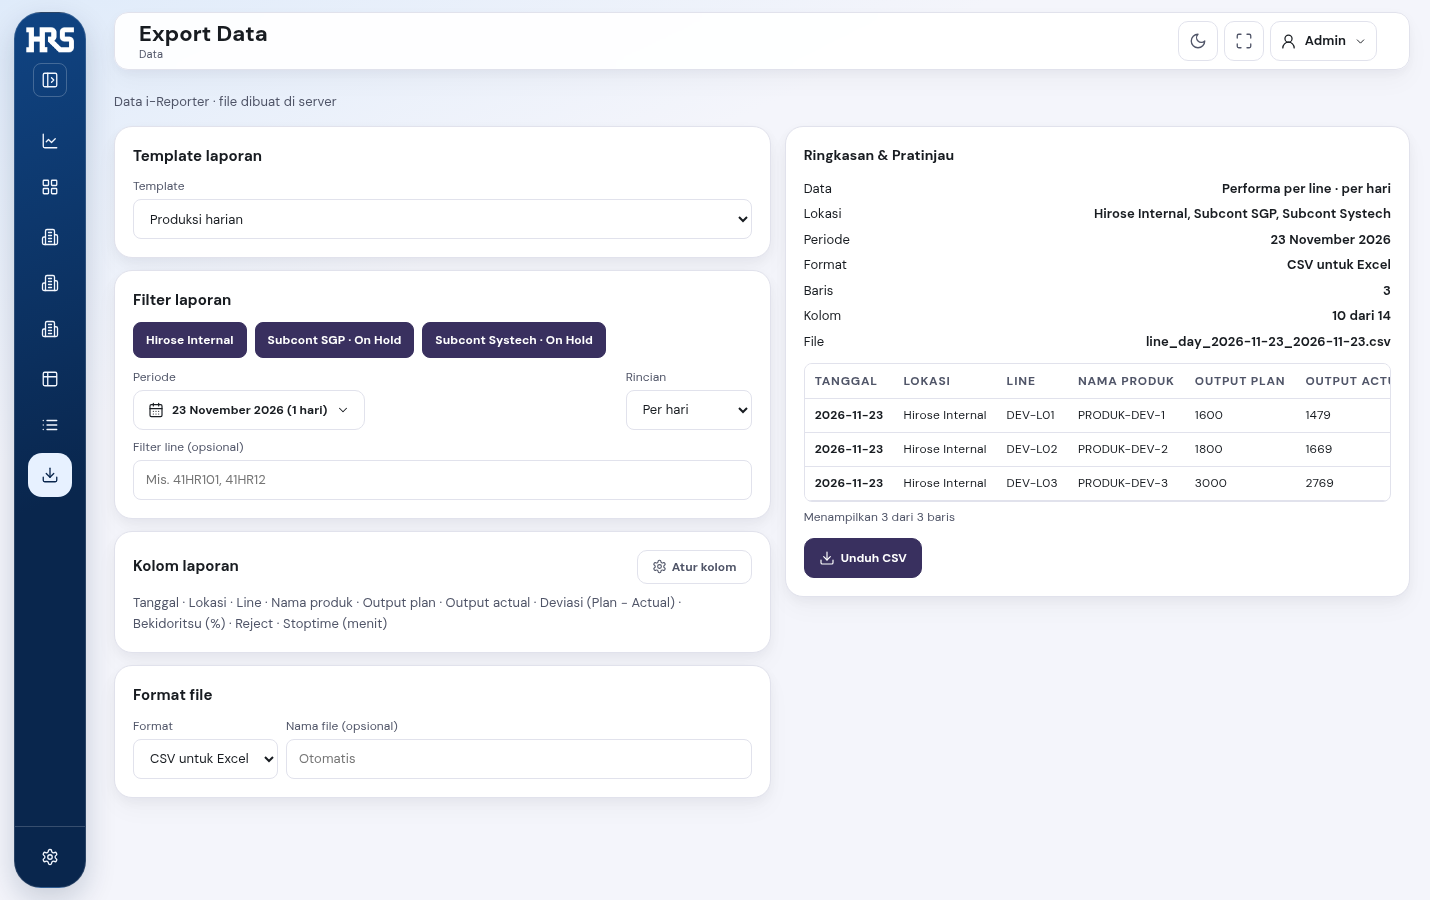 HRS
Export Data
Data
Admin
Data i-Reporter · file dibuat di server
Template laporan
Template
Produksi harian
Filter laporan
Hirose Internal
Subcont SGP · On Hold
Subcont Systech · On Hold
Periode
Rincian
23 November 2026 (1 hari)
Per hari
Filter line (opsional)
Mis. 41HR101, 41HR12
Kolom laporan
Atur kolom
Tanggal · Lokasi · Line · Nama produk · Output plan · Output actual · Deviasi (Plan - Actual) ·
Bekidoritsu (%) · Reject · Stoptime (menit)
Format file
Format
Nama file (opsional)
CSV untuk Excel
Otomatis
Ringkasan & Pratinjau
Data Performa per line · per hari
Lokasi Hirose Internal, Subcont SGP, Subcont Systech
Periode 23 November 2026
Format CSV untuk Excel
Baris 3
Kolom 10 dari 14
File line_day_2026-11-23_2026-11-23.csv
TANGGAL LOKASI LINE NAMA PRODUK OUTPUT PLAN OUTPUT ACTU
2026-11-23 Hirose Internal DEV-L01 PRODUK-DEV-1 1600 1479
2026-11-23 Hirose Internal DEV-L02 PRODUK-DEV-2 1800 1669
2026-11-23 Hirose Internal DEV-L03 PRODUK-DEV-3 3000 2769
Menampilkan 3 dari 3 baris
Unduh CSV